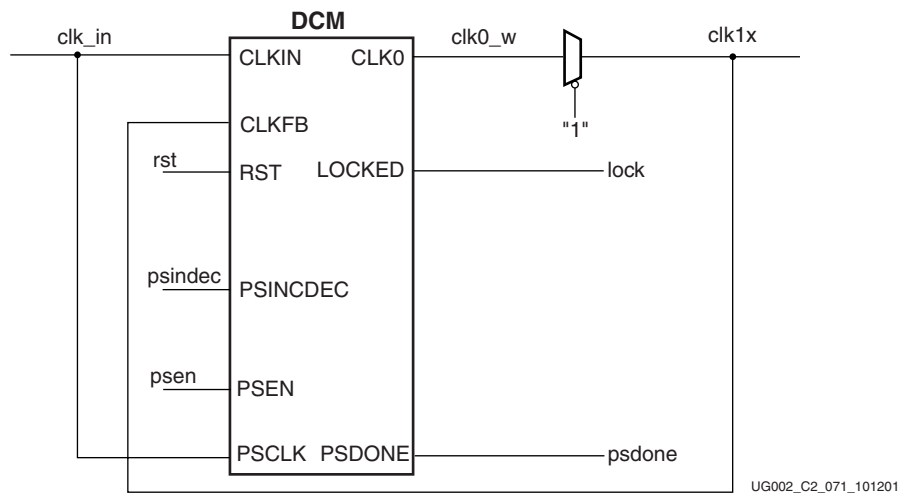 DCM
clk_in
CLKIN
CLK0
clk0_w
clk1x
CLKFB
"1"
rst
RST
LOCKED
lock
psindec
PSINCDEC
psen
PSEN
PSCLK
PSDONE
psdone
UG002_C2_071_101201